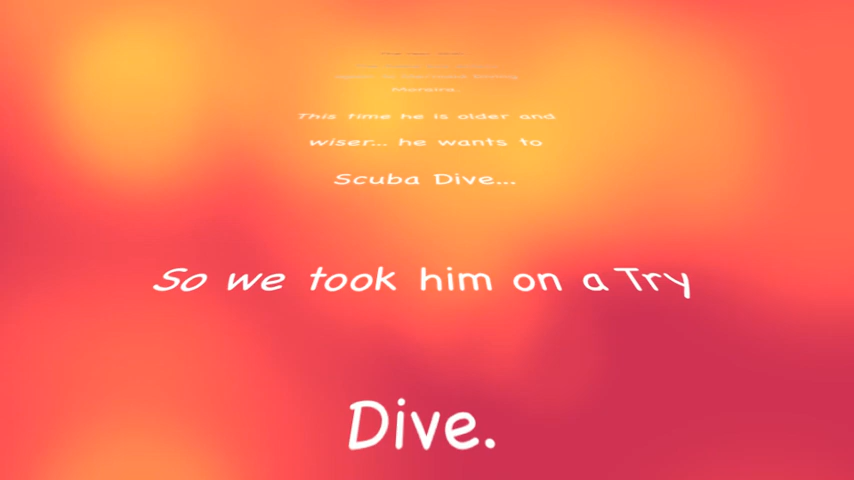 Moraira.
This time he is older and
wiser... he wants to
Scuba Dive...
So we took him on a Try
Dive.